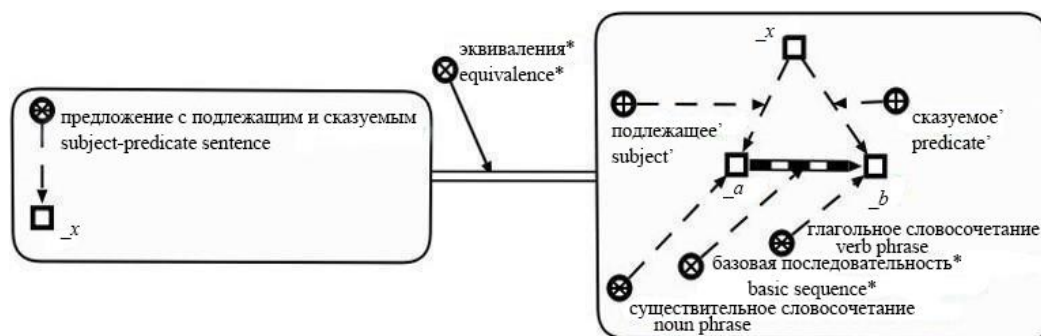 предложение с подлежащим и сказуемым
subject-predicate sentence
_x
эквиваления*
equivalence*
_x
подлежащее’
subject’
сказуемое’
predicate’
_a
_b
глагольное словосочетание
verb phrase
базовая последовательность*
basic sequence*
существительное словосочетание
noun phrase